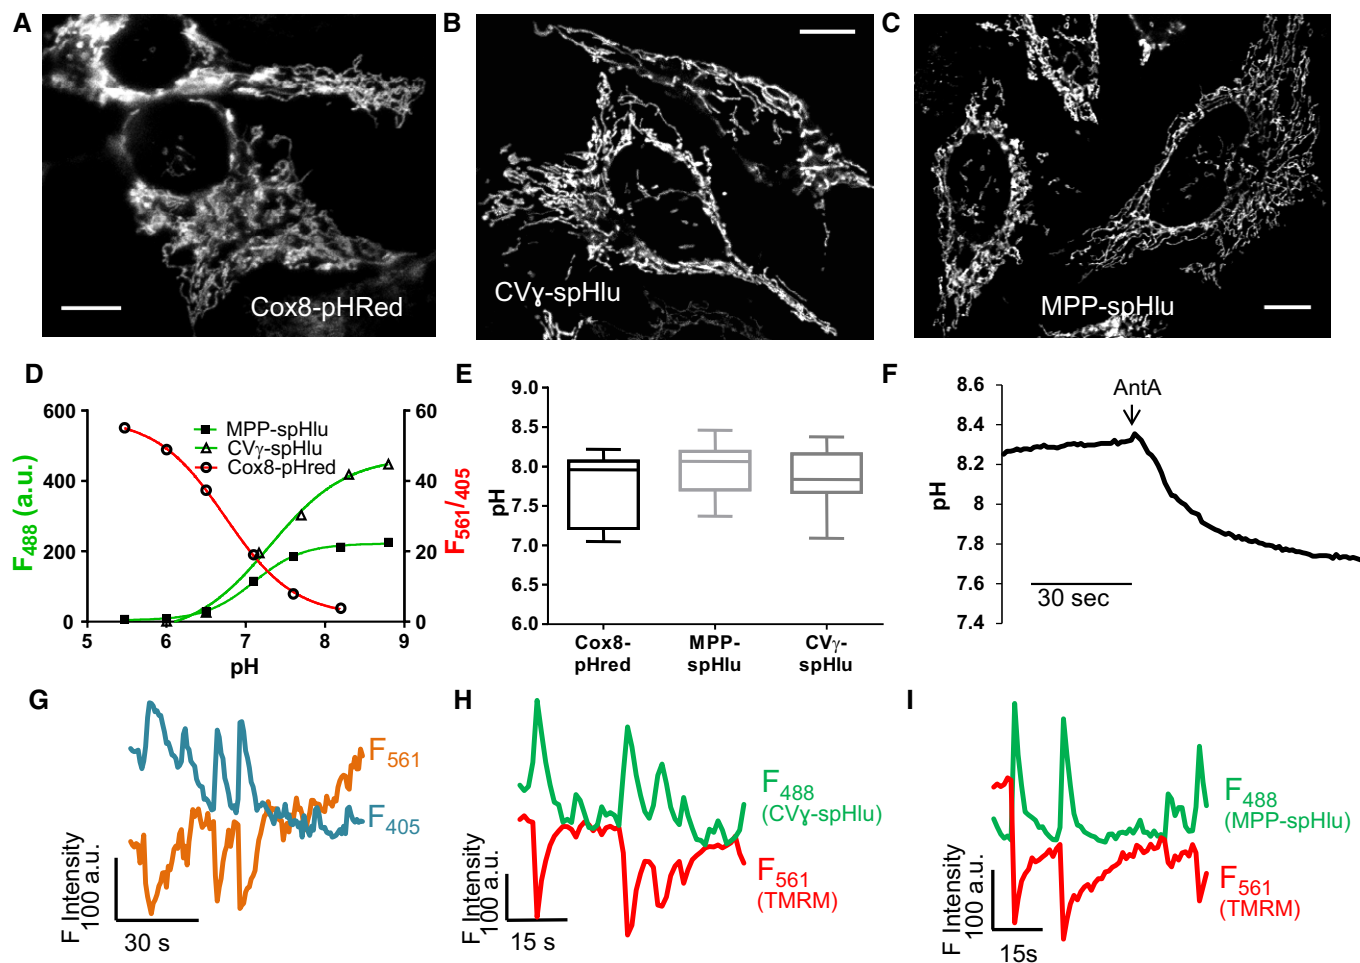 A
B
C
Cox8-pHRed
CVɣ-spHlu
MPP-spHlu
D
E
F
600
400
200
0
F488 (a.u.)
MPP-spHlu
CVγ-spHlu
Cox8-pHred
60
40
20
0
F561/405
5
6
7
8
9
pH
9.0
8.5
8.0
7.5
7.0
6.5
6.0
pH
Cox8-
pHred
MPP-
spHlu
CVγ-
spHlu
8.6
8.4
8.2
8
7.8
7.6
7.4
pH
AntA
30 sec
G
H
I
F561
F405
F Intensity
100 a.u.
30 s
F488
(CVɣ-spHlu)
F561
(TMRM)
F Intensity
100 a.u.
15 s
F488
(MPP-spHlu)
F561
(TMRM)
F Intensity
100 a.u.
15s